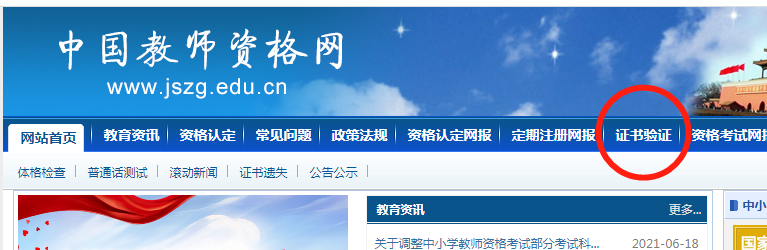 中国教师资格网
www.jszg.edu.cn
网站首页 教育资讯 资格认定 常见问题 政策法规 资格认定网报 定期注册网报 证书验证 资格考试网报
体格检查 普通话测试 滚动新闻 证书遗失 公告公示
教育资讯 更多...
关于调整中小学教师资格考试部分考试科... 2021-06-18
中小
国家